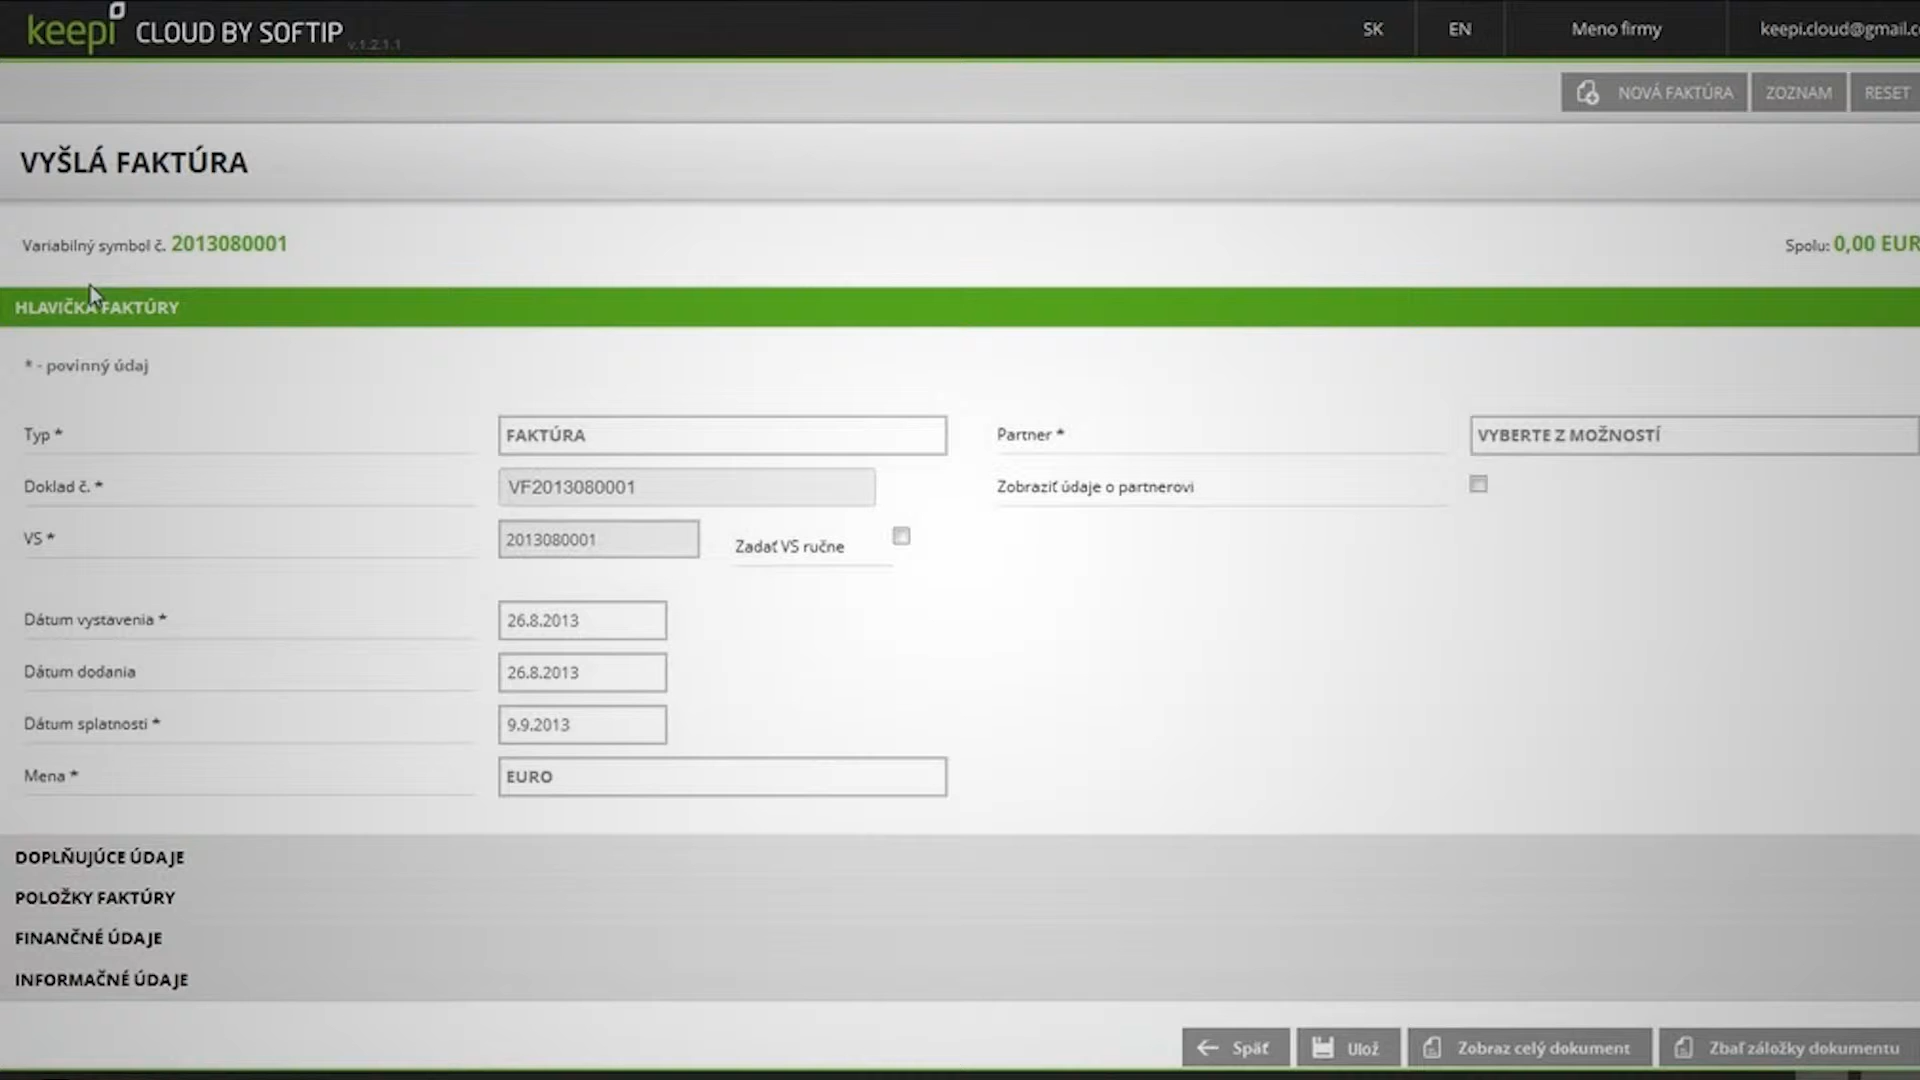 keepi CLOUD BY SOFTIP v.1.2.1.1
SK EN Meno firmy keepi.cloud@gmail.c
NOVÁ FAKTÚRA ZOZNAM RESET
VYŠLÁ FAKTÚRA
Variabilný symbol č. 2013080001 Spolu: 0,00 EUR
HLAVIČKA FAKTÚRY
* - povinný údaj
Typ * FAKTÚRA Partner * VYBERTE Z MOŽNOSTÍ
Doklad č. * VF2013080001 Zobraziť údaje o partnerovi
VS * 2013080001 Zadať VS ručne
Dátum vystavenia * 26.8.2013
Dátum dodania 26.8.2013
Dátum splatnosti * 9.9.2013
Mena * EURO
DOPLŇUJÚCE ÚDAJE
POLOŽKY FAKTÚRY
FINANČNÉ ÚDAJE
INFORMAČNÉ ÚDAJE
Späť Ulož Zobraz celý dokument Zbaľ záložky dokumentu